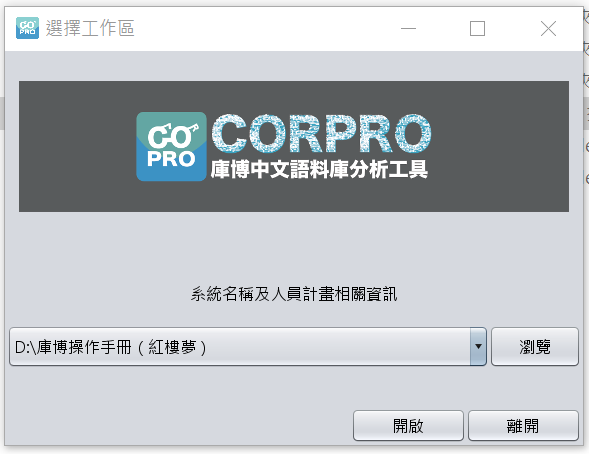 GO
PRO
選擇工作區
CO
PRO
CORPRO
庫博中文語料庫分析工具
系統名稱及人員計畫相關資訊
D:\庫博操作手冊（紅樓夢）
瀏覽
開啟
離開